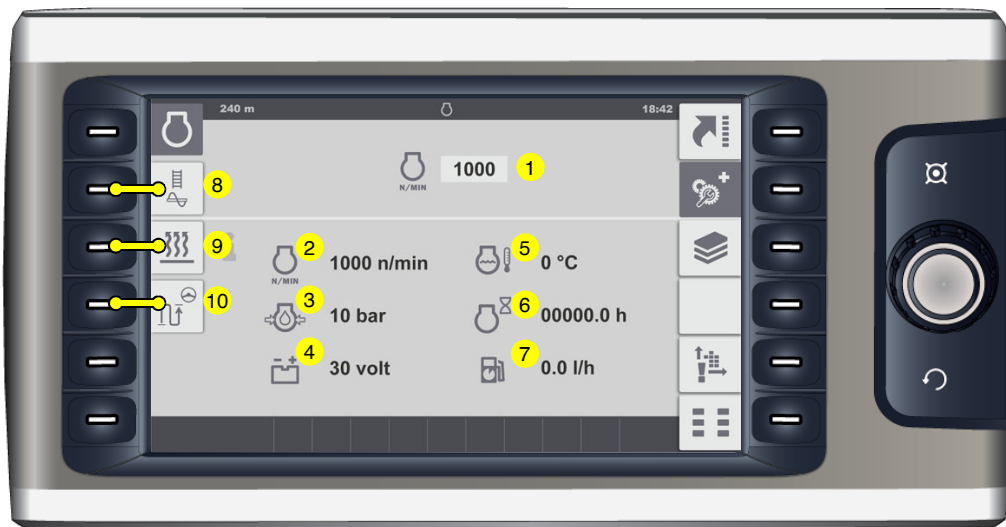 240 m 18:42
N/MIN 1000 1
8
9
2 N/MIN 1000 n/min 5 0 °C
10
3 10 bar 6 00000.0 h
4 30 volt 7 0.0 l/h